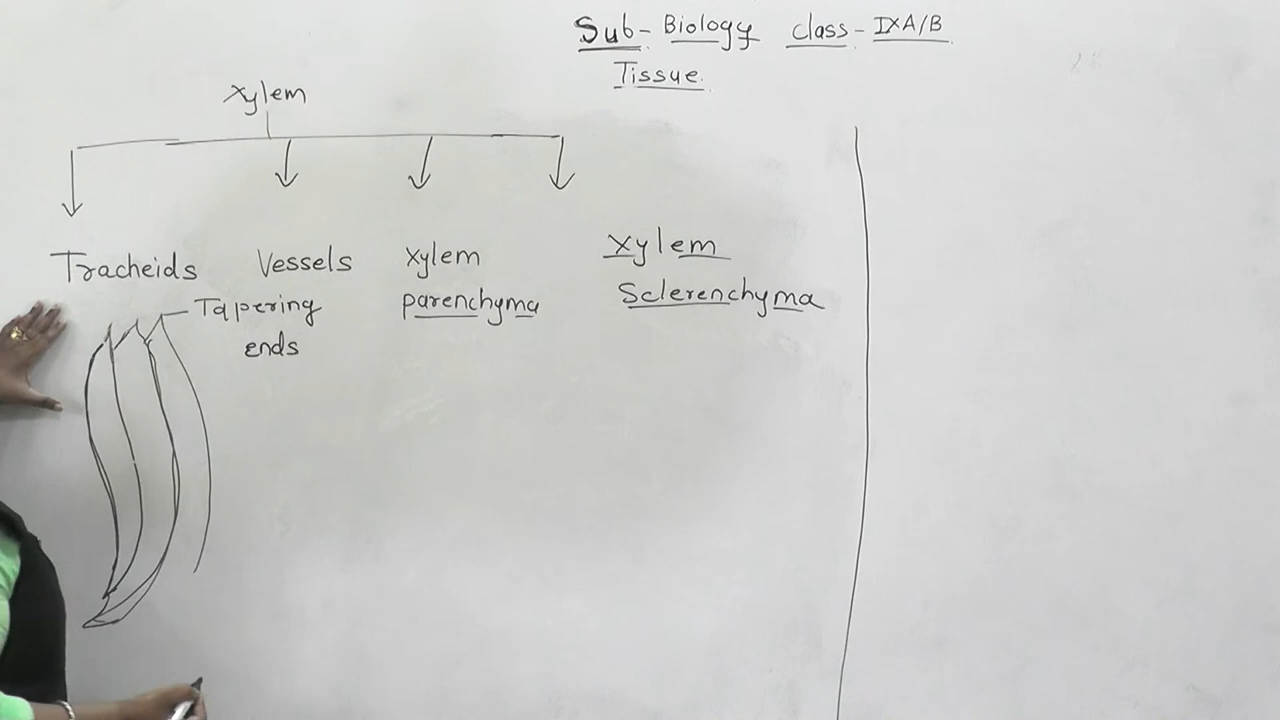 Sub- Biology class- IXA/B
Tissue.
Xylem
Tracheids
Vessels
Xylem
parenchyma
Xylem
Sclerenchyma
Tapering
ends